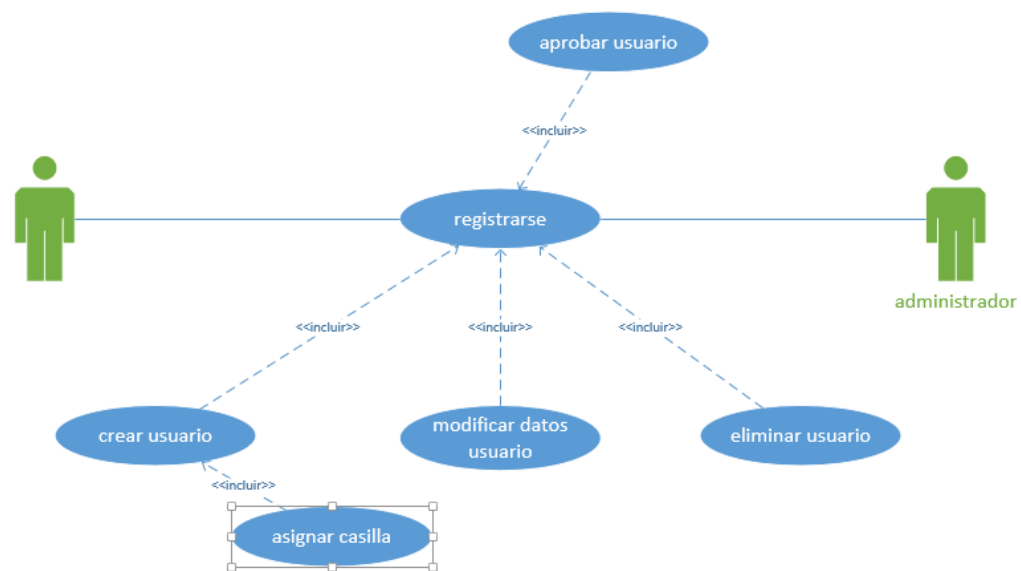 aprobar usuario
<<incluir>>
registrarse
administrador
<<incluir>>
<<incluir>>
<<incluir>>
crear usuario
modificar datos
usuario
eliminar usuario
<<incluir>>
asignar casilla